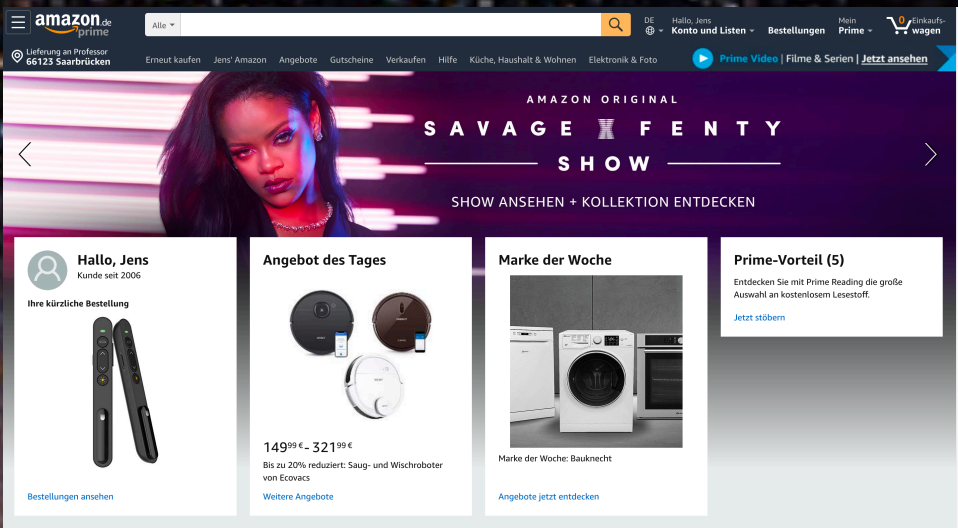 amazon.de
prime
Alle
DE
Hallo, Jens
Konto und Listen
Bestellungen
Mein
Prime
0
Einkaufs-
wagen
Lieferung an Professor
66123 Saarbrücken
Erneut kaufen
Jens' Amazon
Angebote
Gutscheine
Verkaufen
Hilfe
Küche, Haushalt & Wohnen
Elektronik & Foto
Prime Video | Filme & Serien | Jetzt ansehen
AMAZON ORIGINAL
SAVAGE X FENTY
SHOW
SHOW ANSEHEN + KOLLEKTION ENTDECKEN
Hallo, Jens
Kunde seit 2006
Ihre kürzliche Bestellung
Bestellungen ansehen
Angebot des Tages
149⁹⁹ € - 321⁹⁹ €
Bis zu 20% reduziert: Saug- und Wischroboter
von Ecovacs
Weitere Angebote
Marke der Woche
Marke der Woche: Bauknecht
Angebote jetzt entdecken
Prime-Vorteil (5)
Entdecken Sie mit Prime Reading die große
Auswahl an kostenlosem Lesestoff.
Jetzt stöbern